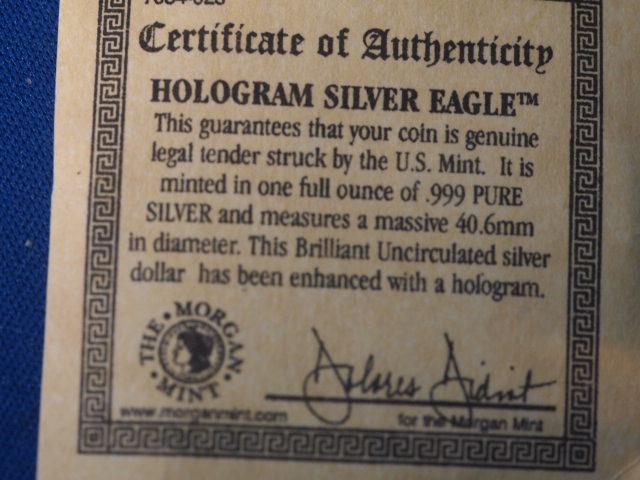 Certificate of Authenticity
HOLOGRAM SILVER EAGLE™
This guarantees that your coin is genuine
legal tender struck by the U.S. Mint. It is
minted in one full ounce of .999 PURE
SILVER and measures a massive 40.6mm
in diameter. This Brilliant Uncirculated silver
dollar has been enhanced with a hologram.
THE • MORGAN • MINT •
Dolores
www.morganmint.com
for the Morgan Mint